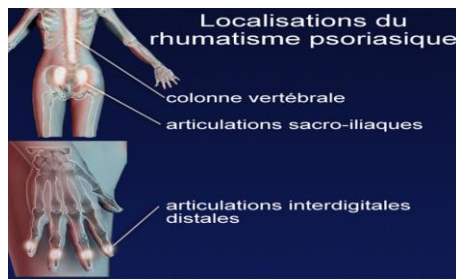 Localisations du
rhumatisme psoriasique
colonne vertébrale
articulations sacro-iliaques
articulations interdigitales
distales